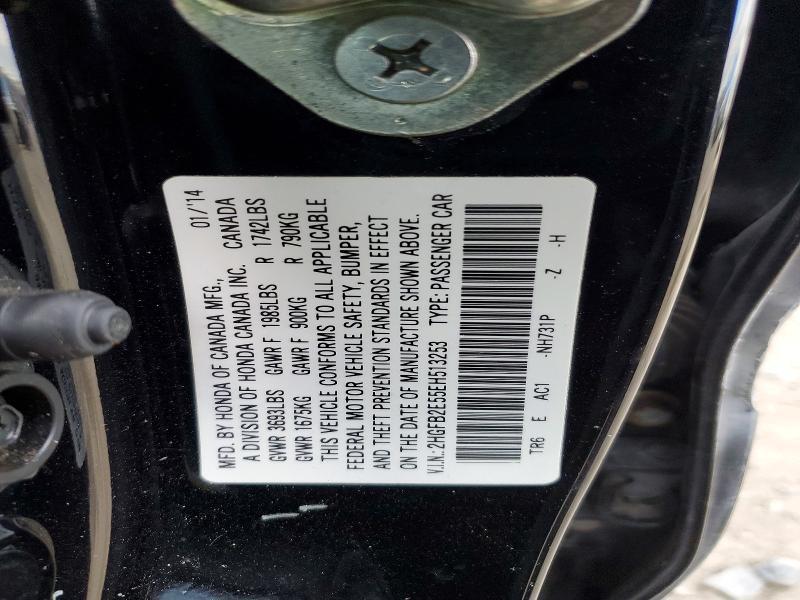 MFD. BY HONDA OF CANADA MFG., 01/'14
A DIVISION OF HONDA CANADA INC. CANADA
GVWR 3693LBS GAWR F 1985LBS R 1742LBS
GVWR 1675KG GAWR F 900KG R 790KG
THIS VEHICLE CONFORMS TO ALL APPLICABLE
FEDERAL MOTOR VEHICLE SAFETY, BUMPER,
AND THEFT PREVENTION STANDARDS IN EFFECT
ON THE DATE OF MANUFACTURE SHOWN ABOVE.
V.I.N.: 2HGFB2E55EH513253 TYPE: PASSENGER CAR
TR6 E AC1 -NH731P -Z -H